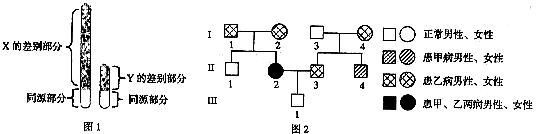 X的差别部分
Y的差别部分
同源部分
同源部分
图1
I
1
2
3
4
II
1
2
3
4
III
1
图2
正常男性、女性
患甲病男性、女性
患乙病男性、女性
患甲、乙两病男性、女性